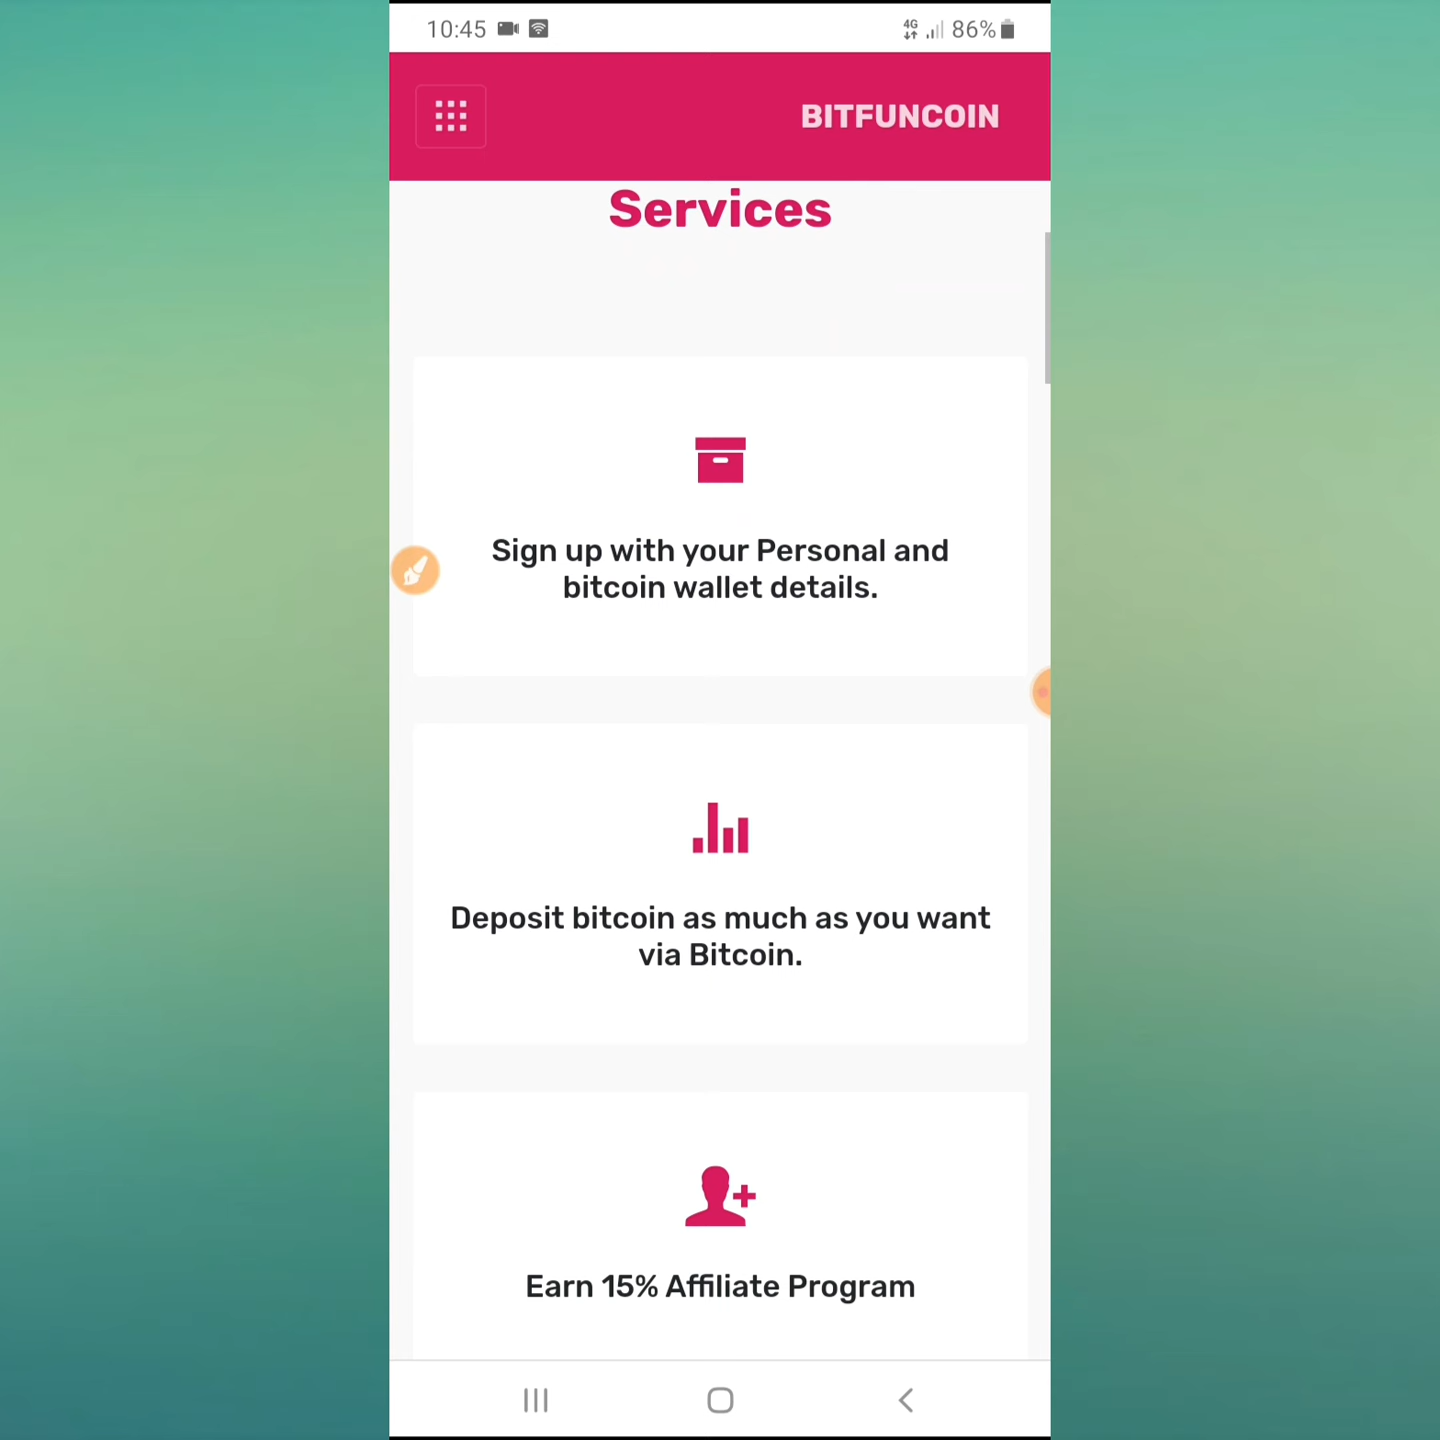 10:45
4G
86%
BITFUNCOIN
Services
Sign up with your Personal and
bitcoin wallet details.
Deposit bitcoin as much as you want
via Bitcoin.
Earn 15% Affiliate Program